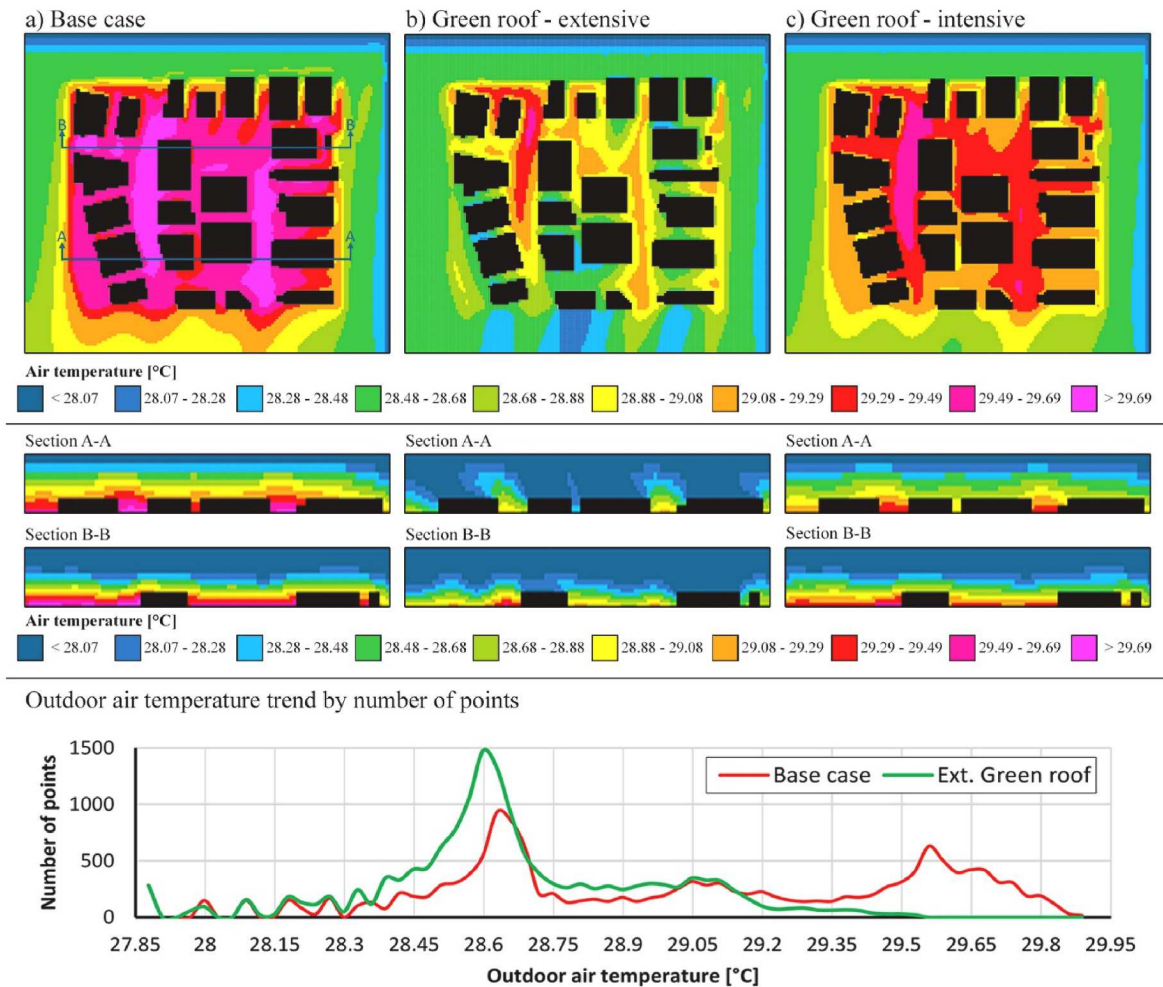 a) Base case b) Green roof - extensive c) Green roof - intensive
B B
A A
Air temperature [°C]
< 28.07 28.07 - 28.28 28.28 - 28.48 28.48 - 28.68 28.68 - 28.88 28.88 - 29.08 29.08 - 29.29 29.29 - 29.49 29.49 - 29.69 > 29.69
Section A-A Section A-A Section A-A
Section B-B Section B-B Section B-B
Air temperature [°C]
< 28.07 28.07 - 28.28 28.28 - 28.48 28.48 - 28.68 28.68 - 28.88 28.88 - 29.08 29.08 - 29.29 29.29 - 29.49 29.49 - 29.69 > 29.69
Outdoor air temperature trend by number of points
Number of points
1500
1000
500
0
Base case Ext. Green roof
27.85 28 28.15 28.3 28.45 28.6 28.75 28.9 29.05 29.2 29.35 29.5 29.65 29.8 29.95
Outdoor air temperature [°C]